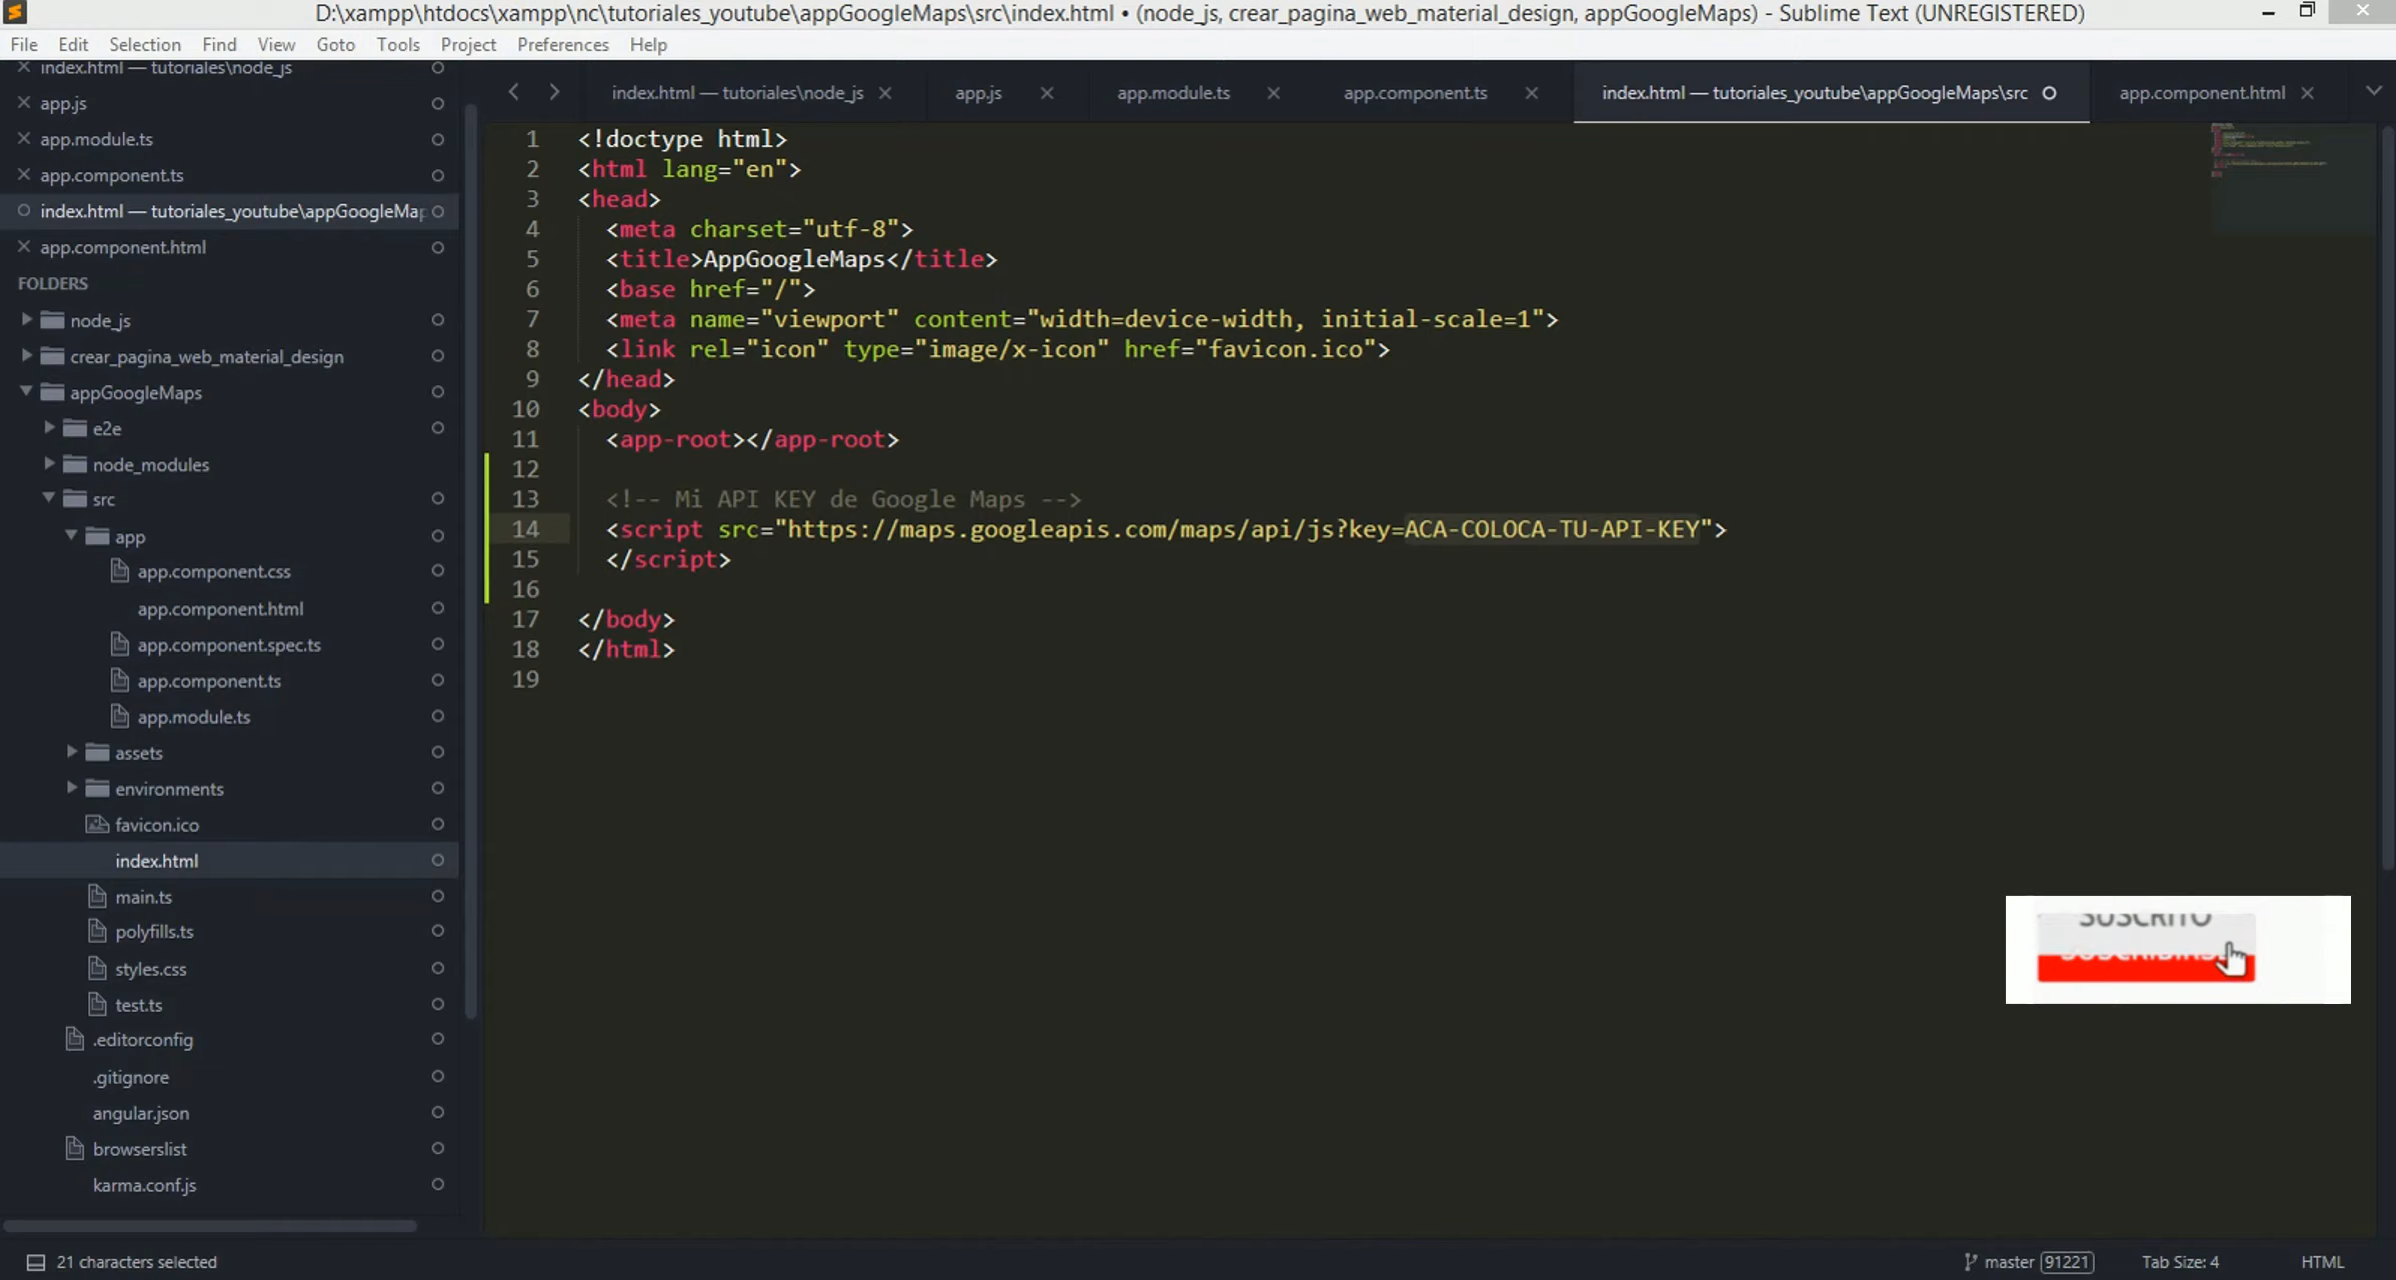 D:\xampp\htdocs\xampp\nc\tutoriales_youtube\appGoogleMaps\src\index.html • (node_js, crear_pagina_web_material_design, appGoogleMaps) - Sublime Text (UNREGISTERED)
File Edit Selection Find View Goto Tools Project Preferences Help
index.html — tutoriales\node_js
app.js
app.module.ts
app.component.ts
index.html — tutoriales_youtube\appGoogleMap
app.component.html
FOLDERS
node_js
crear_pagina_web_material_design
appGoogleMaps
e2e
node_modules
src
app
app.component.css
app.component.html
app.component.spec.ts
app.component.ts
app.module.ts
assets
environments
favicon.ico
index.html
main.ts
polyfills.ts
styles.css
test.ts
.editorconfig
.gitignore
angular.json
browserslist
karma.conf.js
index.html — tutoriales\node_js app.js app.module.ts app.component.ts index.html — tutoriales_youtube\appGoogleMaps\src app.component.html
1 <!doctype html>
2 <html lang="en">
3 <head>
4 <meta charset="utf-8">
5 <title>AppGoogleMaps</title>
6 <base href="/">
7 <meta name="viewport" content="width=device-width, initial-scale=1">
8 <link rel="icon" type="image/x-icon" href="favicon.ico">
9 </head>
10 <body>
11 <app-root></app-root>
12
13 <!-- Mi API KEY de Google Maps -->
14 <script src="https://maps.googleapis.com/maps/api/js?key=ACA-COLOCA-TU-API-KEY">
15 </script>
16
17 </body>
18 </html>
19
SUSCRITO
21 characters selected
master 91221 Tab Size: 4 HTML